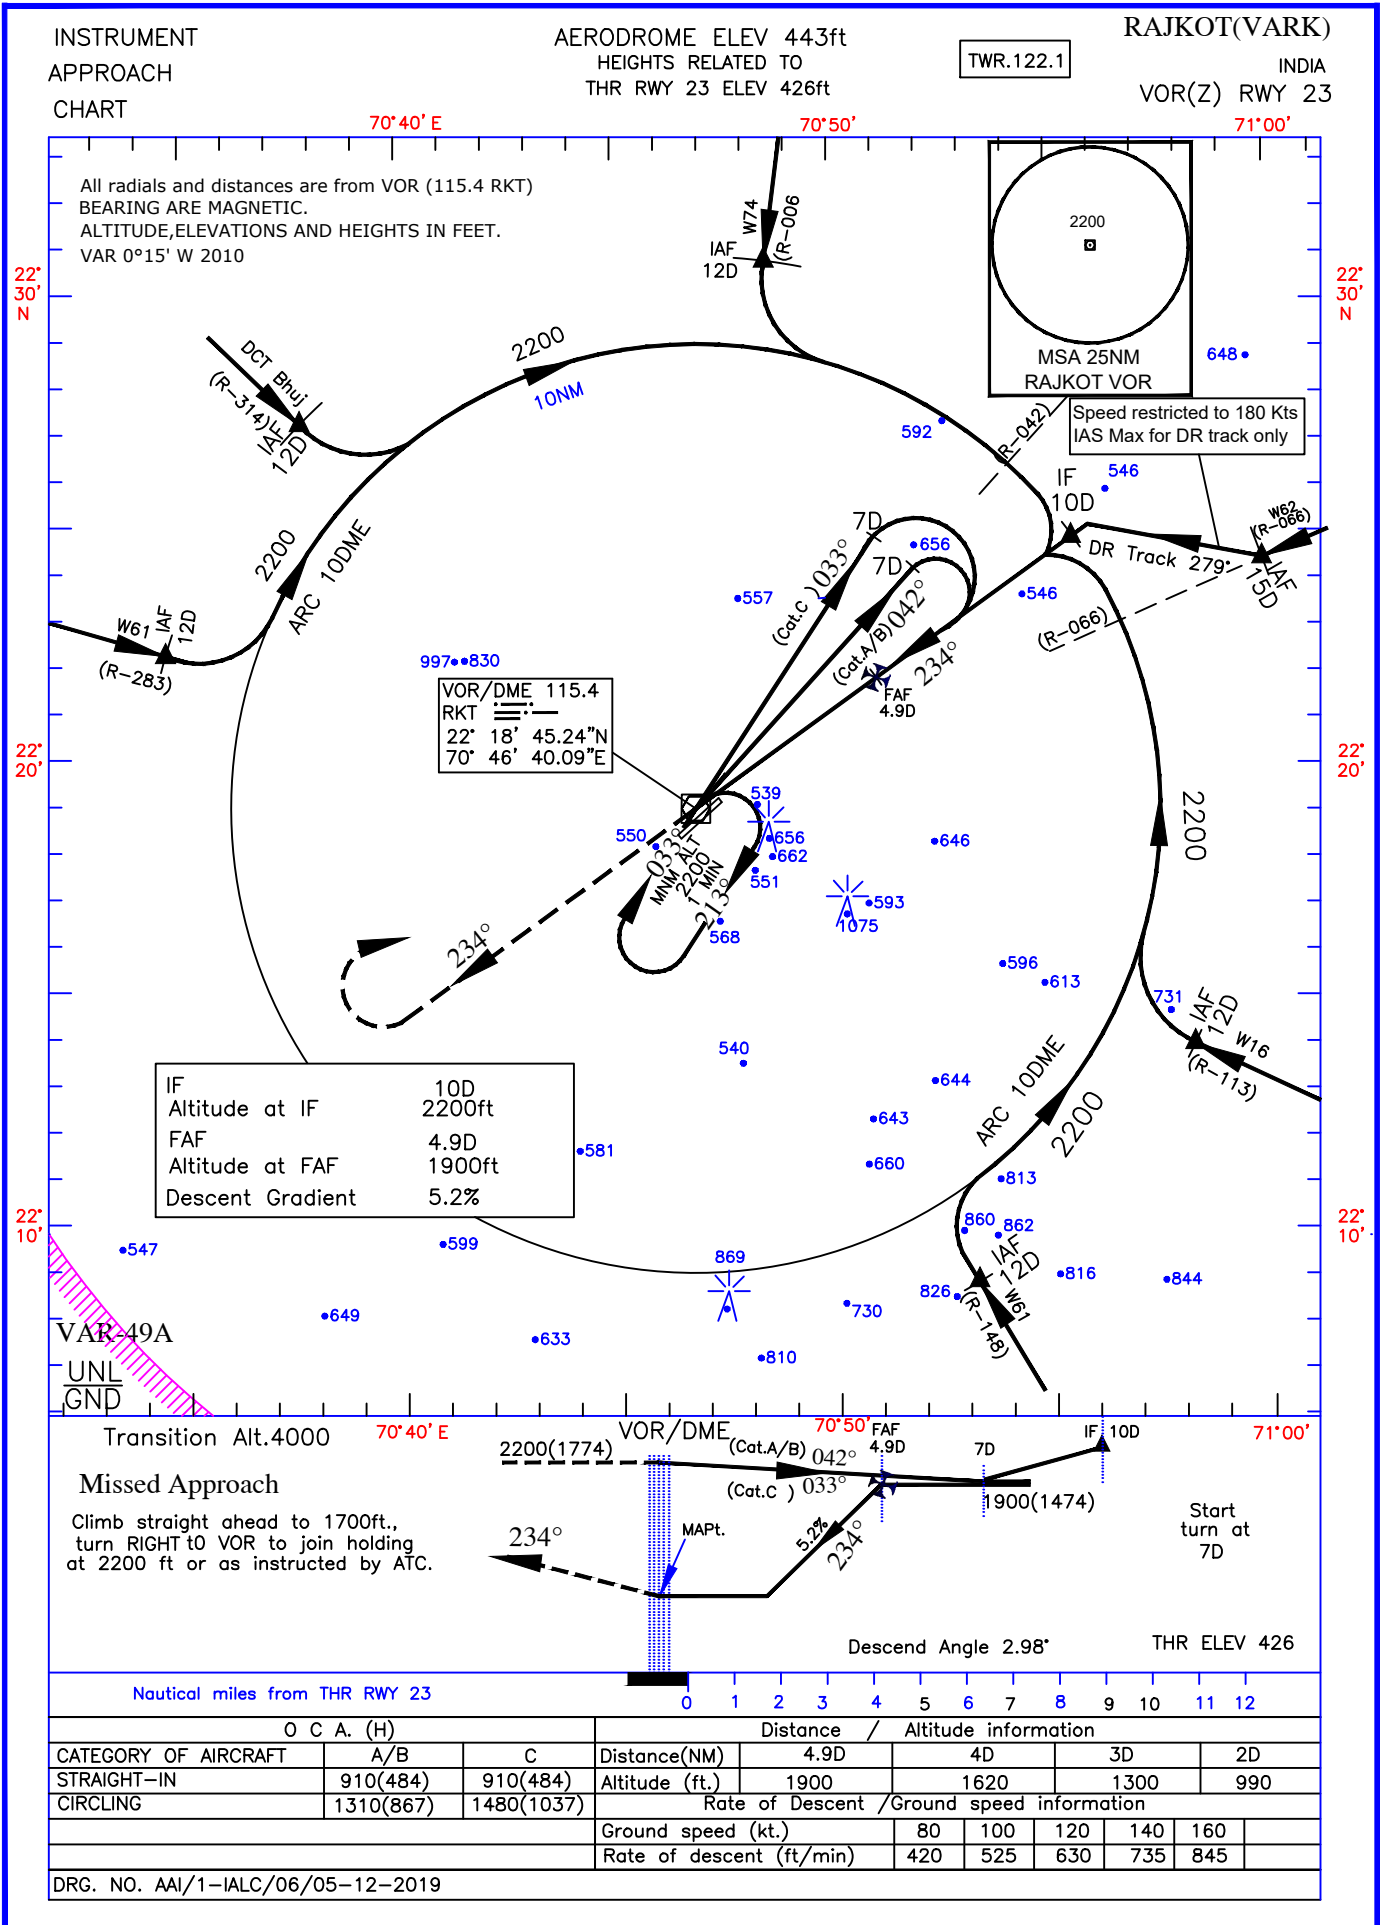 INSTRUMENT
APPROACH
CHART
AERODROME ELEV 443ft
HEIGHTS RELATED TO
THR RWY 23 ELEV 426ft
TWR.122.1
RAJKOT(VARK)
INDIA
VOR(Z) RWY 23
70°40' E
70°50'
71°00'
All radials and distances are from VOR (115.4 RKT)
BEARING ARE MAGNETIC.
ALTITUDE,ELEVATIONS AND HEIGHTS IN FEET.
VAR 0°15' W 2010
W74
(R-006)
IAF
12D
2200
MSA 25NM
RAJKOT VOR
22°
30'
N
22°
30'
N
648
Speed restricted to 180 Kts
IAS Max for DR track only
DCT Bhuj
(R-314)
IAF
12D
2200
10NM
592
(R-042)
IF
10D
546
W62
(R-066)
IAF
15D
DR Track 279°
(R-066)
546
7D
656
7D
557
(Cat.C ) 033°
(Cat.A/B) 042°
234°
FAF
4.9D
2200
ARC 10DME
W61
IAF
12D
(R-283)
997
830
VOR/DME 115.4
RKT
22° 18' 45.24"N
70° 46' 40.09"E
22°
20'
22°
20'
539
656
662
551
550
568
033°
MNM ALT
2200
1 MIN
213°
646
593
1075
2200
234°
596
613
731
IAF
12D
W16
(R-113)
540
644
643
660
ARC 10DME
2200
IF 10D
Altitude at IF 2200ft
FAF 4.9D
Altitude at FAF 1900ft
Descent Gradient 5.2%
581
813
860
862
IAF
12D
W61
(R-148)
816
844
826
730
869
810
633
649
599
547
22°
10'
22°
10'
VAR-49A
UNL
GND
70°40' E
70°50'
71°00'
Transition Alt.4000
Missed Approach
Climb straight ahead to 1700ft.,
turn RIGHT t0 VOR to join holding
at 2200 ft or as instructed by ATC.
VOR/DME
2200(1774)
(Cat.A/B) 042°
(Cat.C ) 033°
FAF
4.9D
7D
IF 10D
1900(1474)
Start
turn at
7D
234°
MAPt.
5.2%
234°
Descend Angle 2.98°
THR ELEV 426
Nautical miles from THR RWY 23
0 1 2 3 4 5 6 7 8 9 10 11 12
O C A. (H)
CATEGORY OF AIRCRAFT A/B C
STRAIGHT-IN 910(484) 910(484)
CIRCLING 1310(867) 1480(1037)
Distance / Altitude information
Distance(NM) 4.9D 4D 3D 2D
Altitude (ft.) 1900 1620 1300 990
Rate of Descent /Ground speed information
Ground speed (kt.) 80 100 120 140 160
Rate of descent (ft/min) 420 525 630 735 845
DRG. NO. AAI/1-IALC/06/05-12-2019